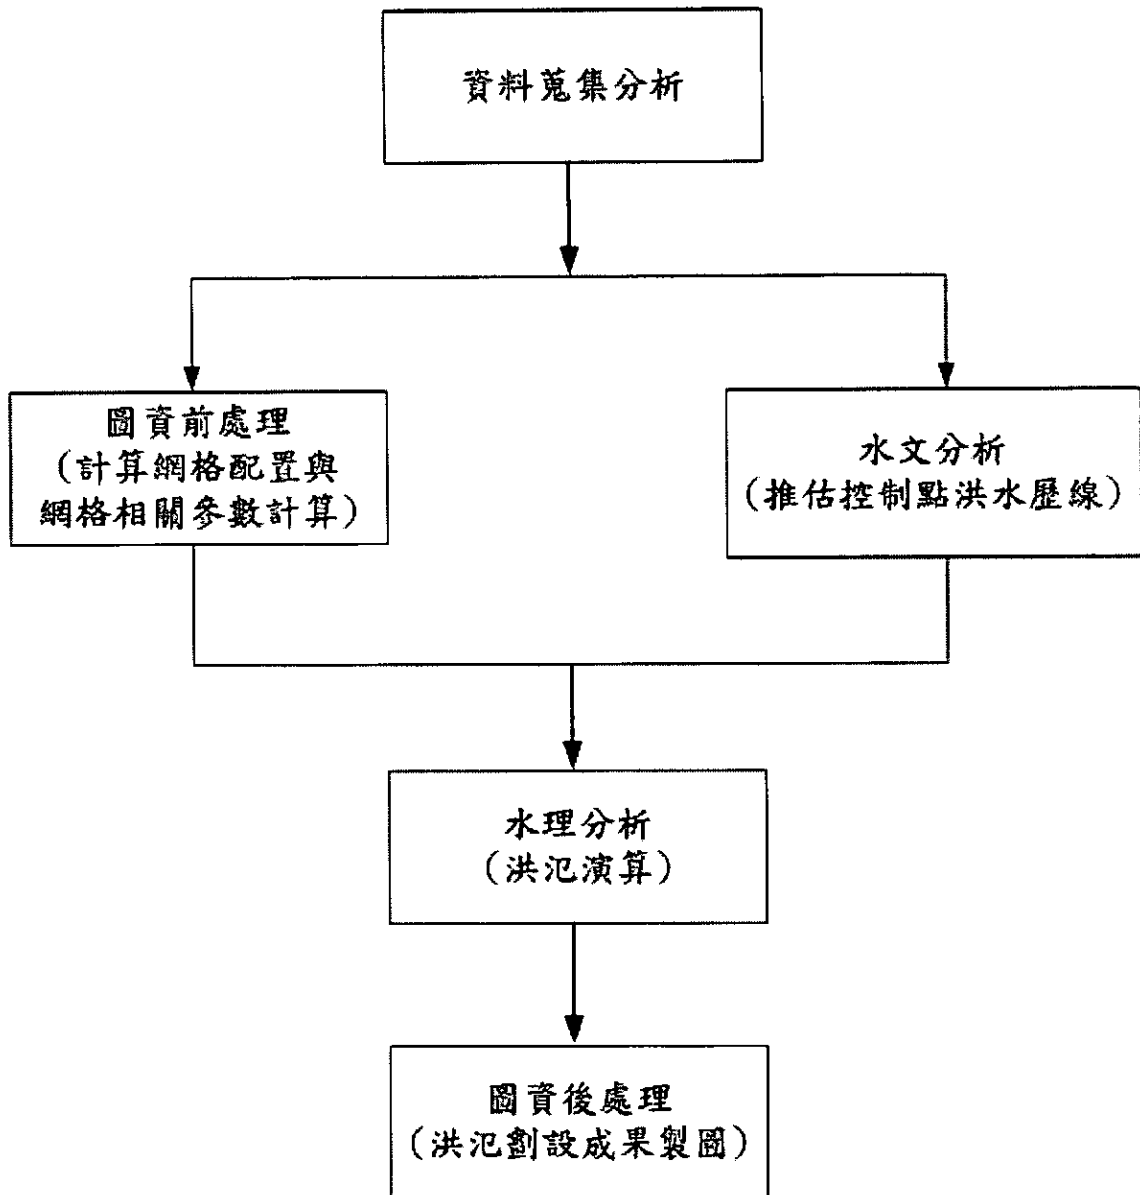 資料蒐集分析
圖資前處理
(計算網格配置與
網格相關參數計算)
水文分析
(推估控制點洪水歷線)
水理分析
(洪氾演算)
圖資後處理
(洪氾劃設成果製圖)